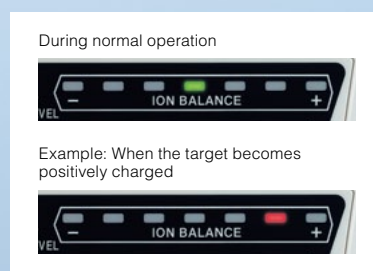 During normal operation
− ION BALANCE +
VEL
Example: When the target becomes
positively charged
− ION BALANCE +
VEL